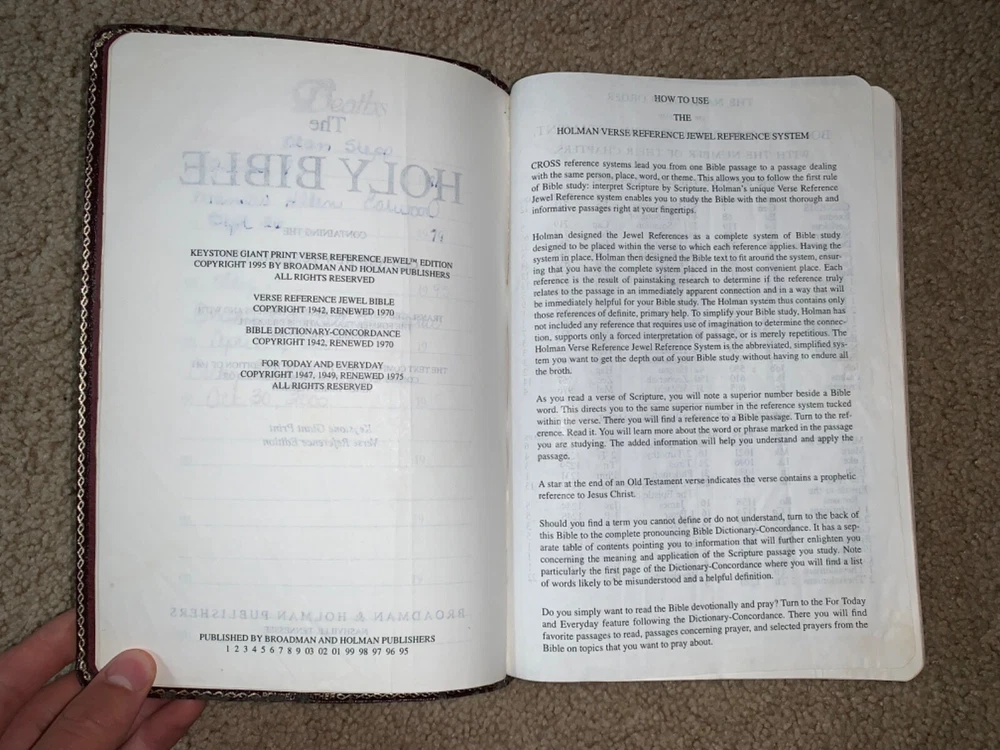 KEYSTONE GIANT PRINT VERSE REFERENCE JEWEL™ EDITION
COPYRIGHT 1995 BY BROADMAN AND HOLMAN PUBLISHERS
ALL RIGHTS RESERVED
VERSE REFERENCE JEWEL BIBLE
COPYRIGHT 1942, RENEWED 1970
BIBLE DICTIONARY-CONCORDANCE
COPYRIGHT 1942, RENEWED 1970
FOR TODAY AND EVERYDAY
COPYRIGHT 1947, 1949, RENEWED 1975
ALL RIGHTS RESERVED
PUBLISHED BY BROADMAN AND HOLMAN PUBLISHERS
1 2 3 4 5 6 7 8 9 03 02 01 99 98 97 96 95
HOW TO USE
THE
HOLMAN VERSE REFERENCE JEWEL REFERENCE SYSTEM
CROSS reference systems lead you from one Bible passage to a passage dealing
with the same person, place, word, or theme. This allows you to follow the first rule
of Bible study: interpret Scripture by Scripture. Holman's unique Verse Reference
Jewel Reference system enables you to study the Bible with the most thorough and
informative passages right at your fingertips.
Holman designed the Jewel References as a complete system of Bible study
designed to be placed within the verse to which each reference applies. Having the
system in place, Holman then designed the Bible text to fit around the system, ensur-
ing that you have the complete system placed in the most convenient place. Each
reference is the result of painstaking research to determine if the reference truly
relates to the passage in an immediately apparent connection and in a way that will
be immediately helpful for your Bible study. The Holman system thus contains only
those references of definite, primary help. To simplify your Bible study, Holman has
not included any reference that requires use of imagination to determine the connec-
tion, supports only a forced interpretation of passage, or is merely repetitious. The
Holman Verse Reference Jewel Reference System is the abbreviated, simplified sys-
tem you want to get the depth out of your Bible study without having to endure all
the broth.
As you read a verse of Scripture, you will note a superior number beside a Bible
word. This directs you to the same superior number in the reference system tucked
within the verse. There you will find a reference to a Bible passage. Turn to the ref-
erence. Read it. You will learn more about the word or phrase marked in the passage
you are studying. The added information will help you understand and apply the
passage.
A star at the end of an Old Testament verse indicates the verse contains a prophetic
reference to Jesus Christ.
Should you find a term you cannot define or do not understand, turn to the back of
this Bible to the complete pronouncing Bible Dictionary-Concordance. It has a sep-
arate table of contents pointing you to information that will further enlighten you
concerning the meaning and application of the Scripture passage you study. Note
particularly the first page of the Dictionary-Concordance where you will find a list
of words likely to be misunderstood and a helpful definition.
Do you simply want to read the Bible devotionally and pray? Turn to the For Today
and Everyday feature following the Dictionary-Concordance. There you will find
favorite passages to read, passages concerning prayer, and selected prayers from the
Bible on topics that you want to pray about.